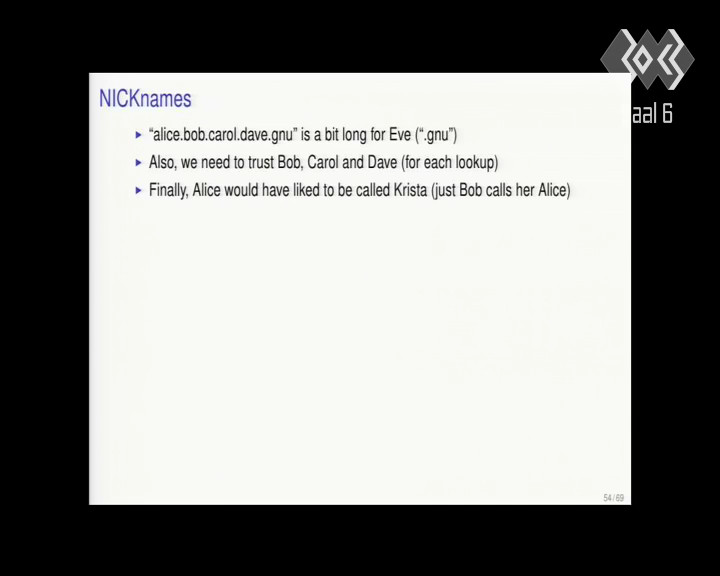 NICKnames
“alice.bob.carol.dave.gnu” is a bit long for Eve (“.gnu”)
Also, we need to trust Bob, Carol and Dave (for each lookup)
Finally, Alice would have liked to be called Krista (just Bob calls her Alice)
54/69